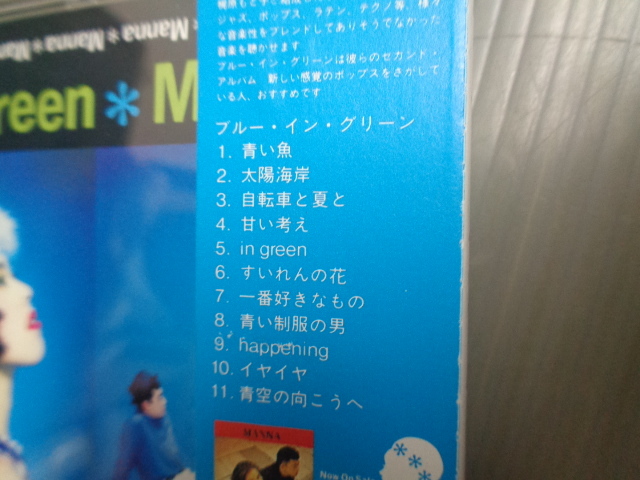 Manna * Manna * Man
reen * M
ジャズ、ポップス、ラテン、テクノ等、様々
な音楽性をブレンドしてありそうでなかった
音楽を聴かせます
ブルー・イン・グリーンは彼らのセカンド・
アルバム 新しい感覚のポップスをさがして
いる人、おすすめです
ブルー・イン・グリーン
1. 青い魚
2. 太陽海岸
3. 自転車と夏と
4. 甘い考え
5. in green
6. すいれんの花
7. 一番好きなもの
8. 青い制服の男
9. happening
10. イヤイヤ
11. 青空の向こうへ
MANNA
Now On Sale